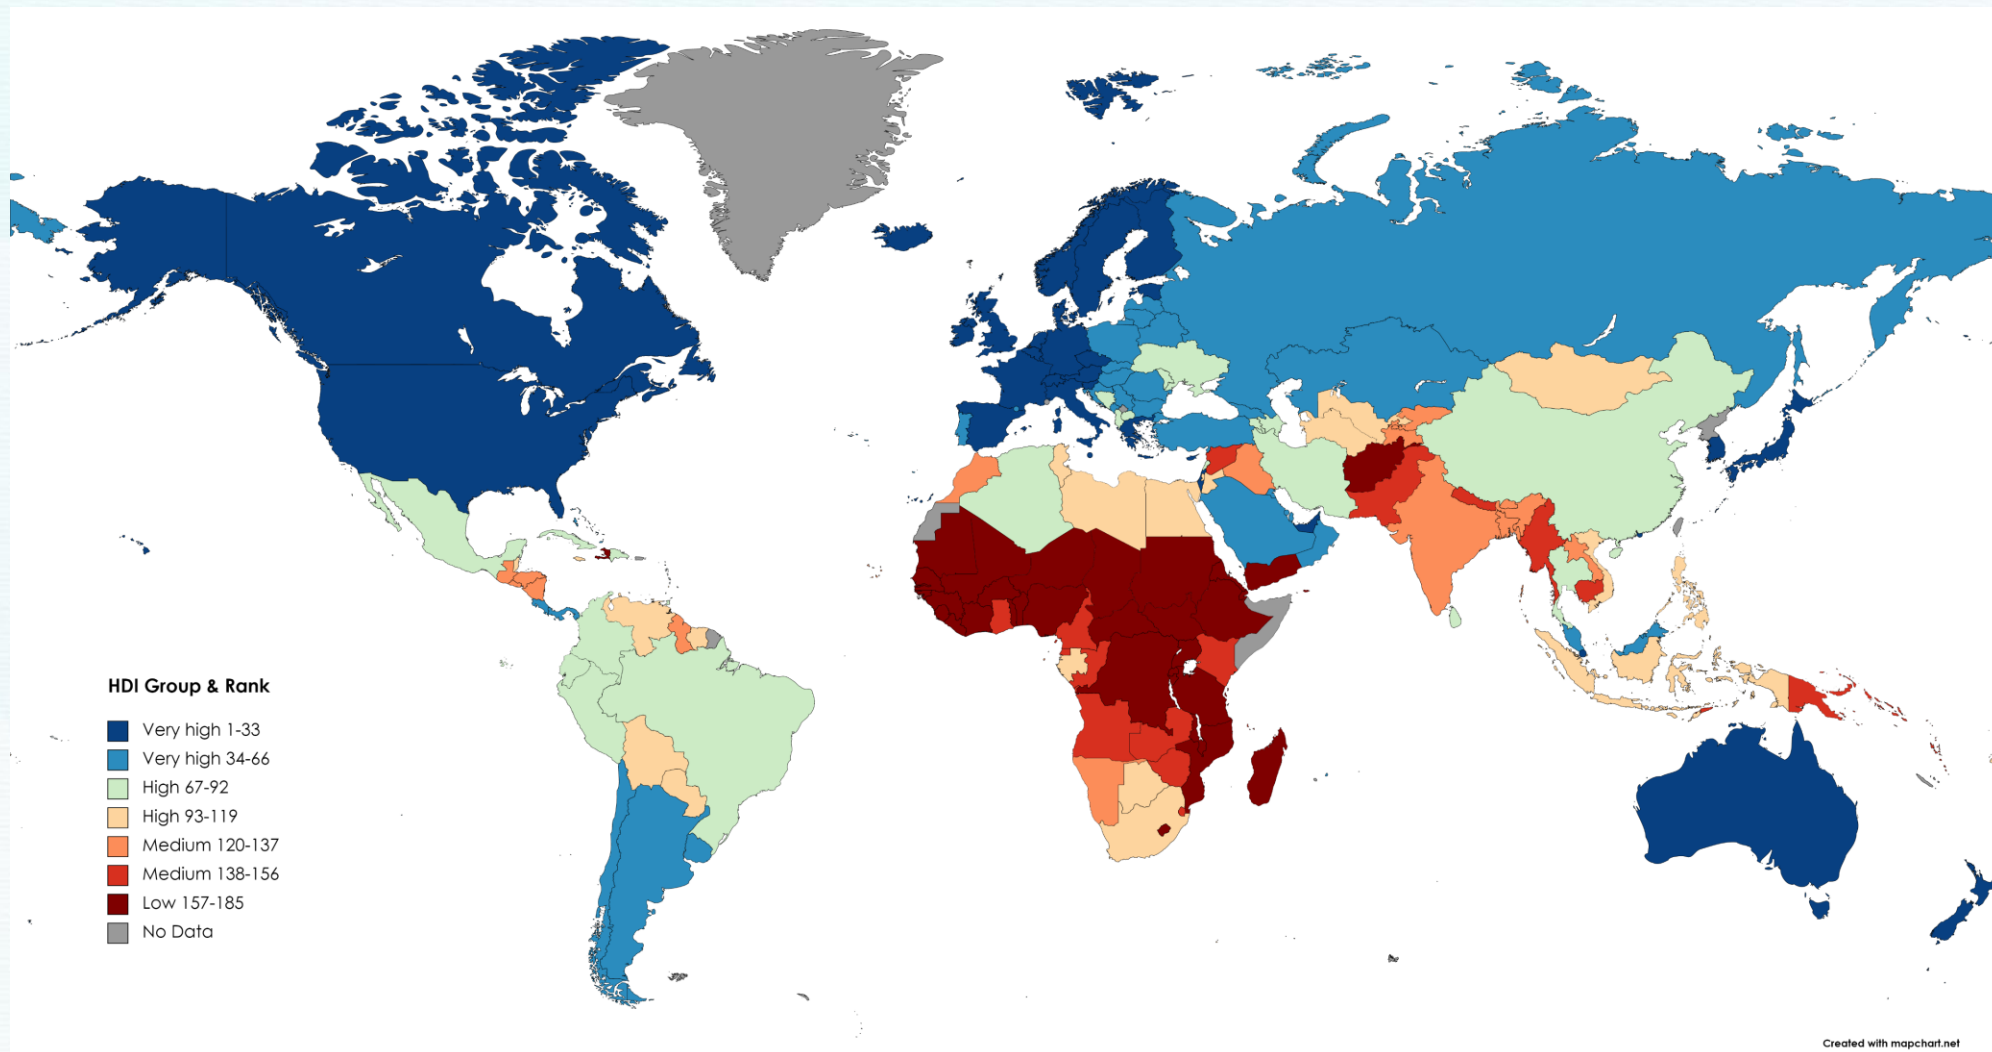 HDI Group & Rank
Very high 1-33
Very high 34-66
High 67-92
High 93-119
Medium 120-137
Medium 138-156
Low 157-185
No Data
Created with mapchart.net